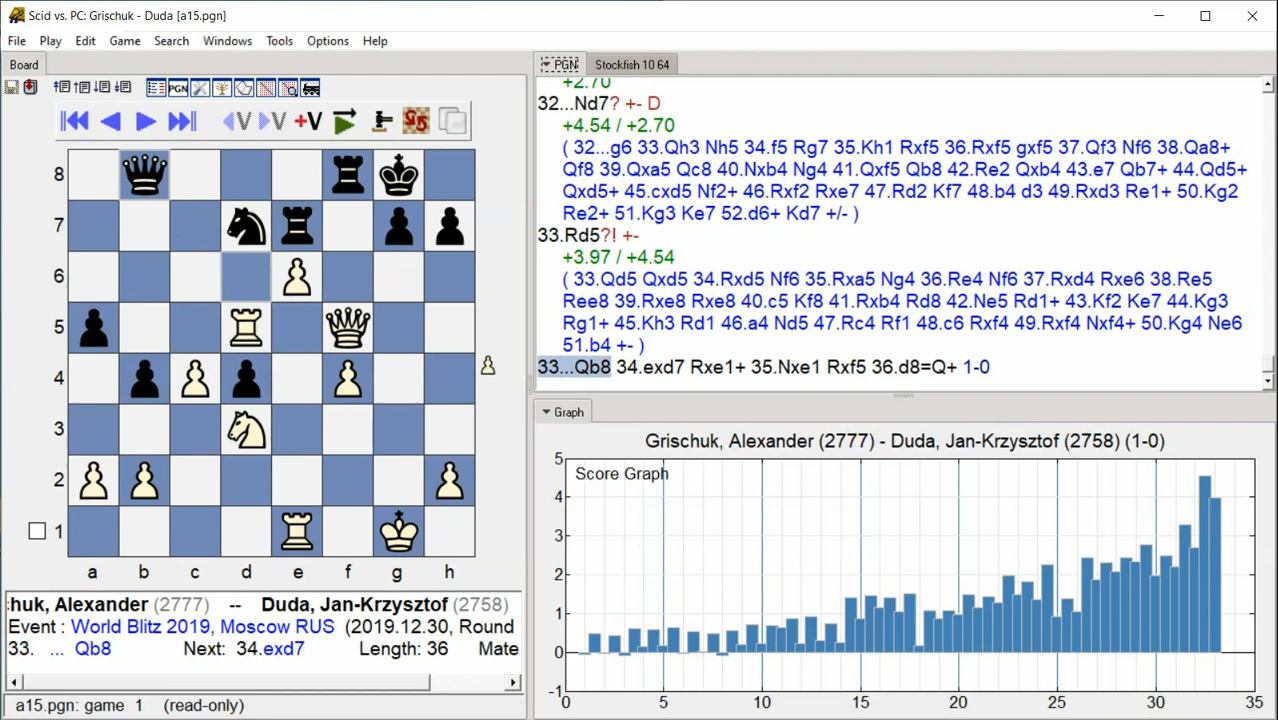 Scid vs. PC: Grischuk - Duda [a15.pgn]
File Play Edit Game Search Windows Tools Options Help
Board
PGN
V V +V
8
7
6
5
4
3
2
1
a b c d e f g h
:huk, Alexander (2777) -- Duda, Jan-Krzysztof (2758)
Event : World Blitz 2019, Moscow RUS (2019.12.30, Round
33. ... Qb8 Next: 34.exd7 Length: 36 Mate
a15.pgn: game 1 (read-only)
PGN Stockfish 10 64
+2.70
32...Nd7? +- D
+4.54 / +2.70
( 32...g6 33.Qh3 Nh5 34.f5 Rg7 35.Kh1 Rxf5 36.Rxf5 gxf5 37.Qf3 Nf6 38.Qa8+
Qf8 39.Qxa5 Qc8 40.Nxb4 Ng4 41.Qxf5 Qb8 42.Re2 Qxb4 43.e7 Qb7+ 44.Qd5+
Qxd5+ 45.cxd5 Nf2+ 46.Rxf2 Rxe7 47.Rd2 Kf7 48.b4 d3 49.Rxd3 Re1+ 50.Kg2
Re2+ 51.Kg3 Ke7 52.d6+ Kd7 +/- )
33.Rd5?! +-
+3.97 / +4.54
( 33.Qd5 Qxd5 34.Rxd5 Nf6 35.Rxa5 Ng4 36.Re4 Nf6 37.Rxd4 Rxe6 38.Re5
Ree8 39.Rxe8 Rxe8 40.c5 Kf8 41.Rxb4 Rd8 42.Ne5 Rd1+ 43.Kf2 Ke7 44.Kg3
Rg1+ 45.Kh3 Rd1 46.a4 Nd5 47.Rc4 Rf1 48.c6 Rxf4 49.Rxf4 Nxf4+ 50.Kg4 Ne6
51.b4 +- )
33...Qb8 34.exd7 Rxe1+ 35.Nxe1 Rxf5 36.d8=Q+ 1-0
Graph
Grischuk, Alexander (2777) - Duda, Jan-Krzysztof (2758) (1-0)
Score Graph
5
4
3
2
1
0
-1
0 5 10 15 20 25 30 35